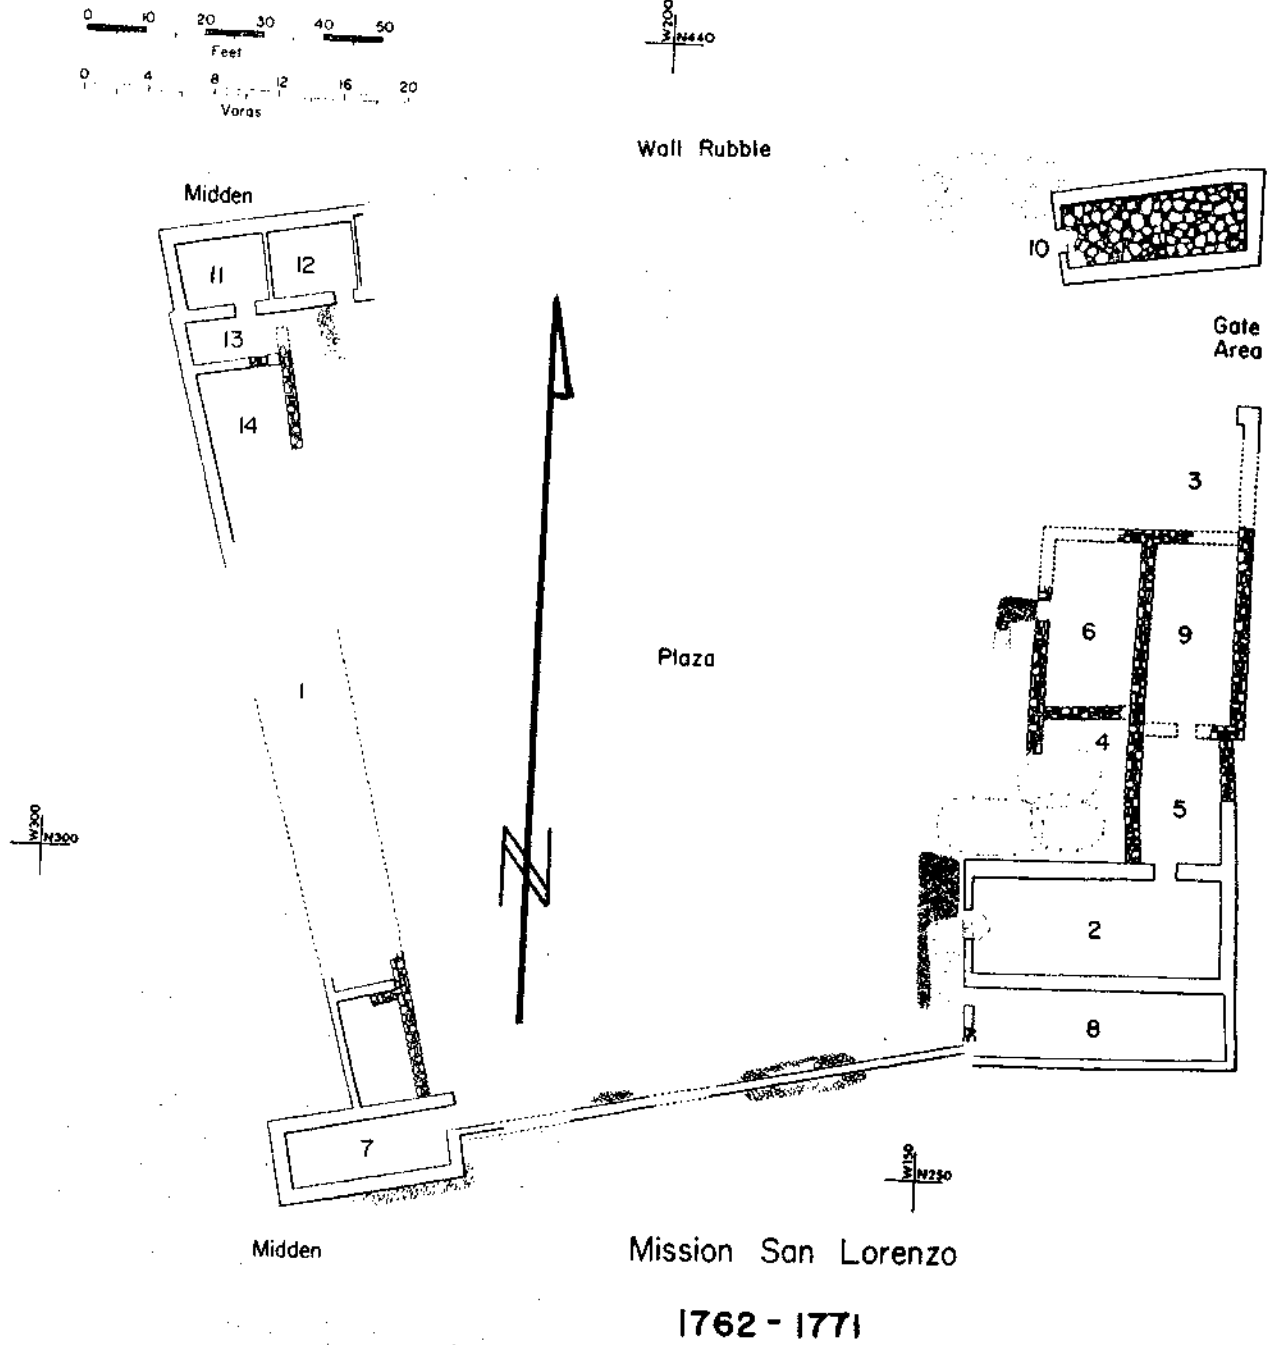 0 10 20 30 40 50
Feet
0 4 8 12 16 20
Varas
W200
N440
Wall Rubble
Midden
10
11
12
Gate
Area
13
14
3
6
9
Plaza
1
4
W300
N300
5
2
8
N
7
W150
N250
Midden
Mission San Lorenzo
1762 - 1771